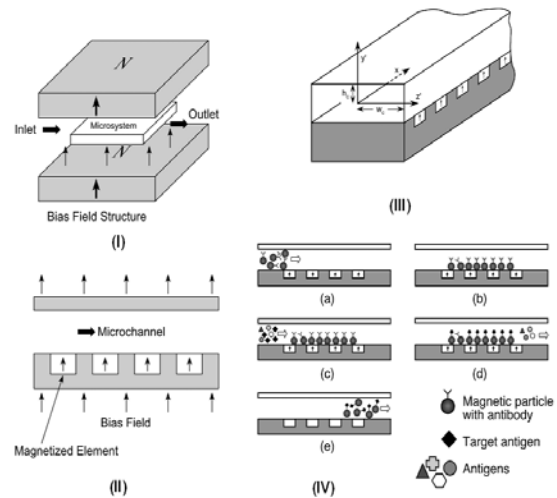 N
Microsystem
Inlet
Outlet
N
Bias Field Structure
(I)
y'
x
h
z'
w
(III)
Microchannel
Bias Field
Magnetized Element
(II)
(a)
(b)
(c)
(d)
(e)
(IV)
Magnetic particle
with antibody
Target antigen
Antigens